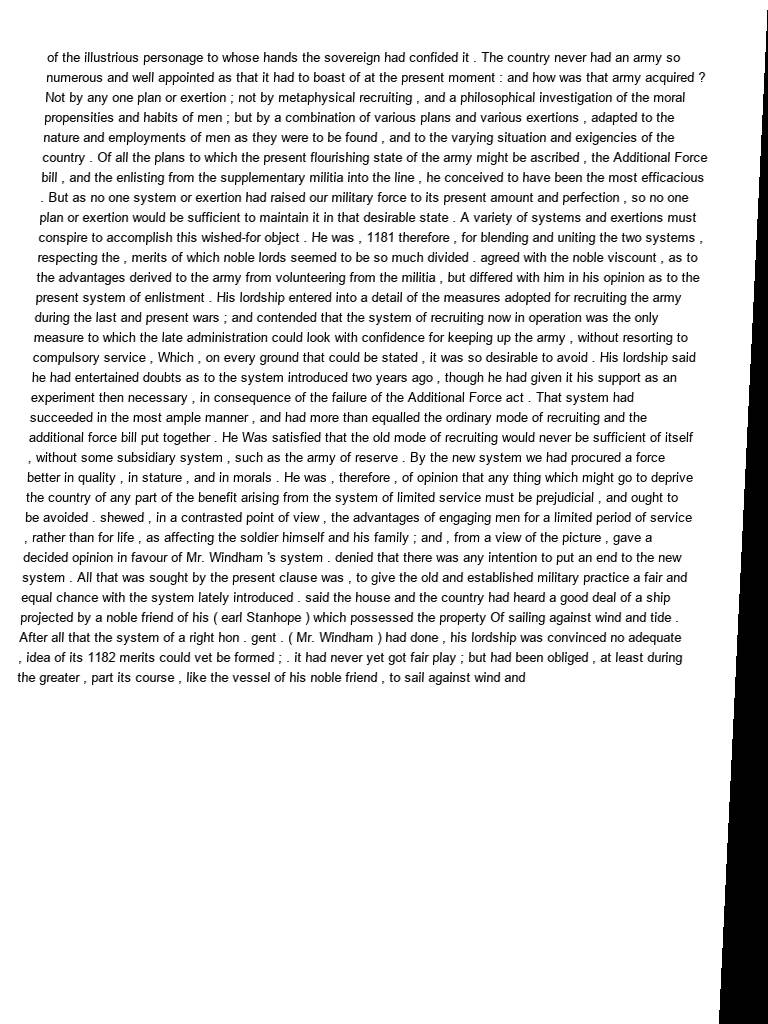 of the illustrious personage to whose hands the sovereign had confided it . The country never had an army so
numerous and well appointed as that it had to boast of at the present moment : and how was that army acquired ?
Not by any one plan or exertion ; not by metaphysical recruiting , and a philosophical investigation of the moral
propensities and habits of men ; but by a combination of various plans and various exertions , adapted to the
nature and employments of men as they were to be found , and to the varying situation and exigencies of the
country . Of all the plans to which the present flourishing state of the army might be ascribed , the Additional Force
bill , and the enlisting from the supplementary militia into the line , he conceived to have been the most efficacious
. But as no one system or exertion had raised our military force to its present amount and perfection , so no one
plan or exertion would be sufficient to maintain it in that desirable state . A variety of systems and exertions must
conspire to accomplish this wished-for object . He was , 1181 therefore , for blending and uniting the two systems ,
respecting the , merits of which noble lords seemed to be so much divided . agreed with the noble viscount , as to
the advantages derived to the army from volunteering from the militia , but differed with him in his opinion as to the
present system of enlistment . His lordship entered into a detail of the measures adopted for recruiting the army
during the last and present wars ; and contended that the system of recruiting now in operation was the only
measure to which the late administration could look with confidence for keeping up the army , without resorting to
compulsory service , Which , on every ground that could be stated , it was so desirable to avoid . His lordship said
he had entertained doubts as to the system introduced two years ago , though he had given it his support as an
experiment then necessary , in consequence of the failure of the Additional Force act . That system had
succeeded in the most ample manner , and had more than equalled the ordinary mode of recruiting and the
additional force bill put together . He Was satisfied that the old mode of recruiting would never be sufficient of itself
, without some subsidiary system , such as the army of reserve . By the new system we had procured a force
better in quality , in stature , and in morals . He was , therefore , of opinion that any thing which might go to deprive
the country of any part of the benefit arising from the system of limited service must be prejudicial , and ought to
be avoided . shewed , in a contrasted point of view , the advantages of engaging men for a limited period of service
, rather than for life , as affecting the soldier himself and his family ; and , from a view of the picture , gave a
decided opinion in favour of Mr. Windham 's system . denied that there was any intention to put an end to the new
system . All that was sought by the present clause was , to give the old and established military practice a fair and
equal chance with the system lately introduced . said the house and the country had heard a good deal of a ship
projected by a noble friend of his ( earl Stanhope ) which possessed the property Of sailing against wind and tide .
After all that the system of a right hon . gent . ( Mr. Windham ) had done , his lordship was convinced no adequate
, idea of its 1182 merits could vet be formed ; . it had never yet got fair play ; but had been obliged , at least during
the greater , part its course , like the vessel of his noble friend , to sail against wind and